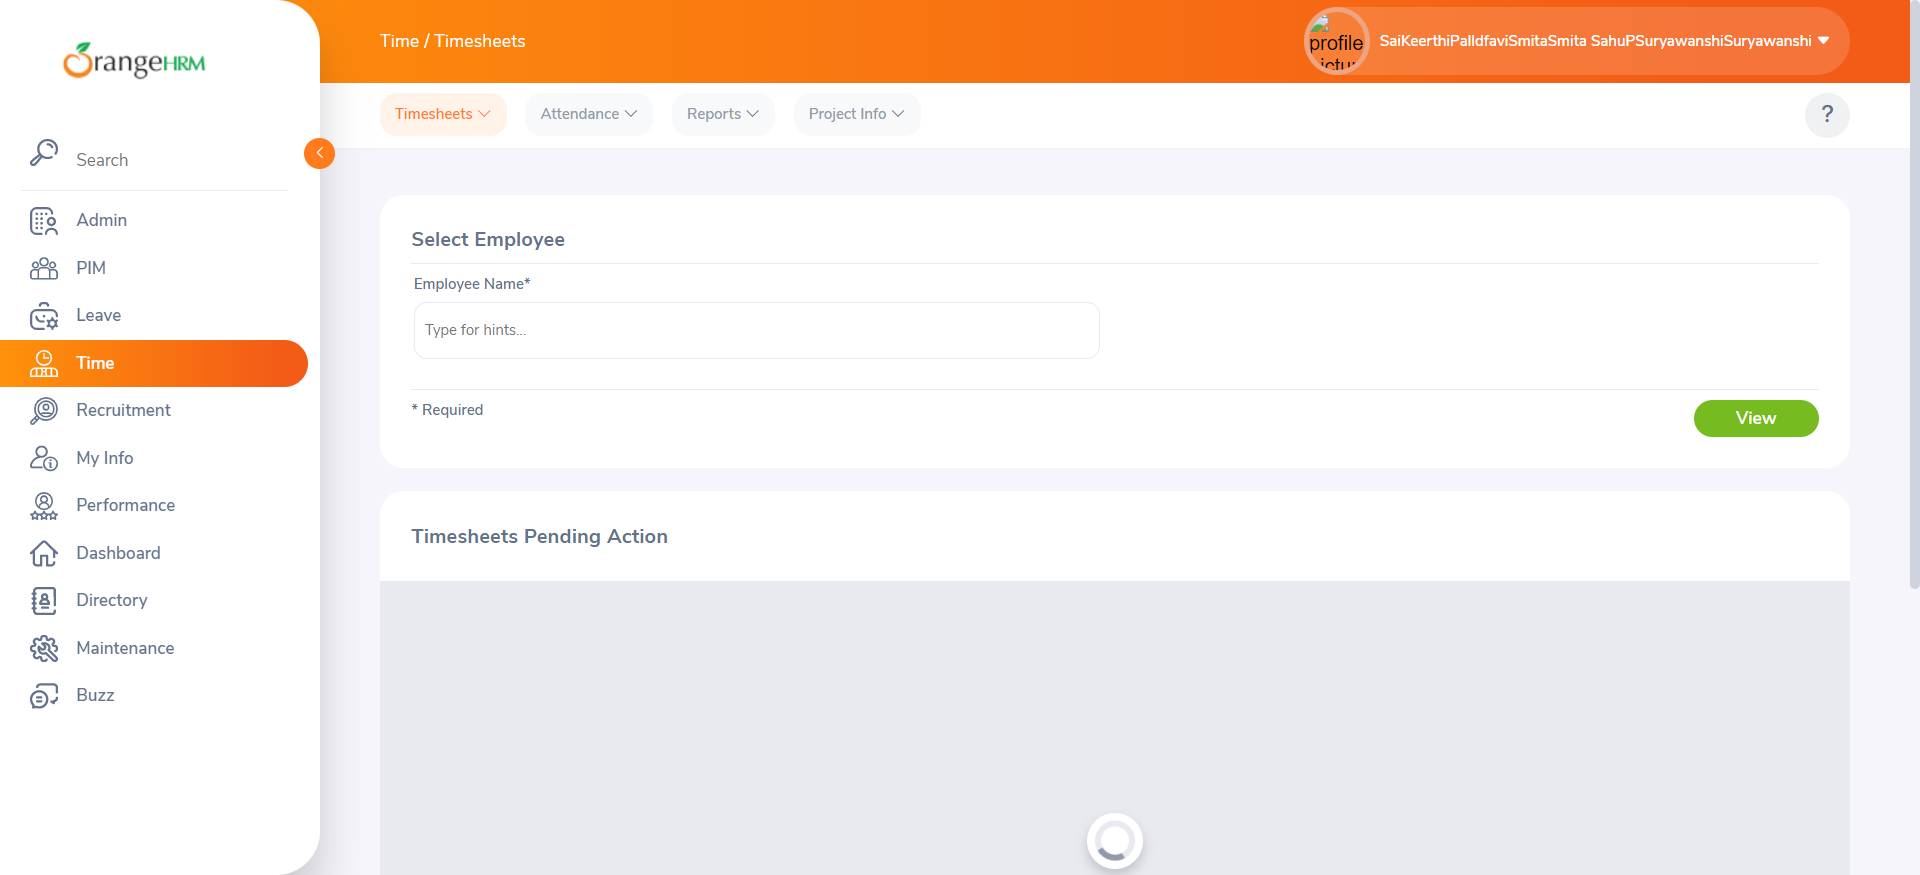 OrangeHRM
Time / Timesheets
profile
SaiKeerthiPalldfaviSmitaSmita SahuPSuryawanshiSuryawanshi
Timesheets
Attendance
Reports
Project Info
?
Search
Admin
PIM
Leave
Time
Recruitment
My Info
Performance
Dashboard
Directory
Maintenance
Buzz
Select Employee
Employee Name*
Type for hints...
* Required
View
Timesheets Pending Action